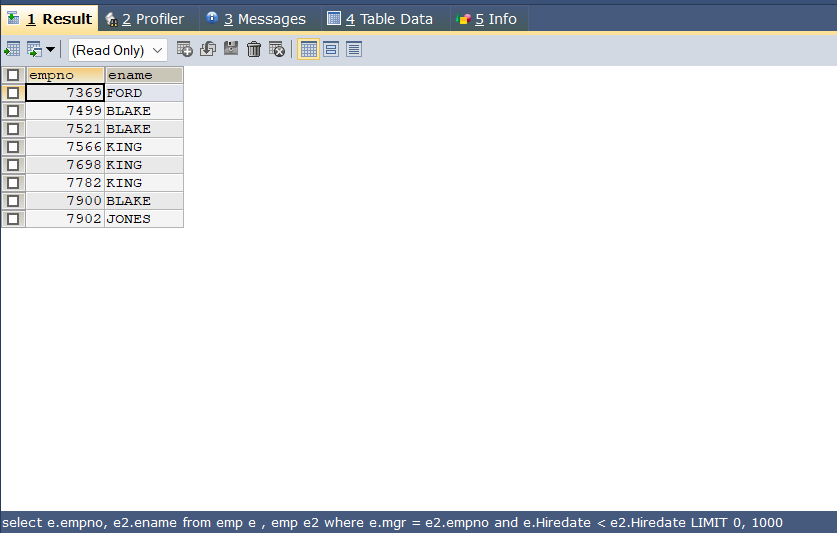 1 Result 2 Profiler 3 Messages 4 Table Data 5 Info
(Read Only)
empno ename
7369 FORD
7499 BLAKE
7521 BLAKE
7566 KING
7698 KING
7782 KING
7900 BLAKE
7902 JONES
select e.empno, e2.ename from emp e , emp e2 where e.mgr = e2.empno and e.Hiredate < e2.Hiredate LIMIT 0, 1000